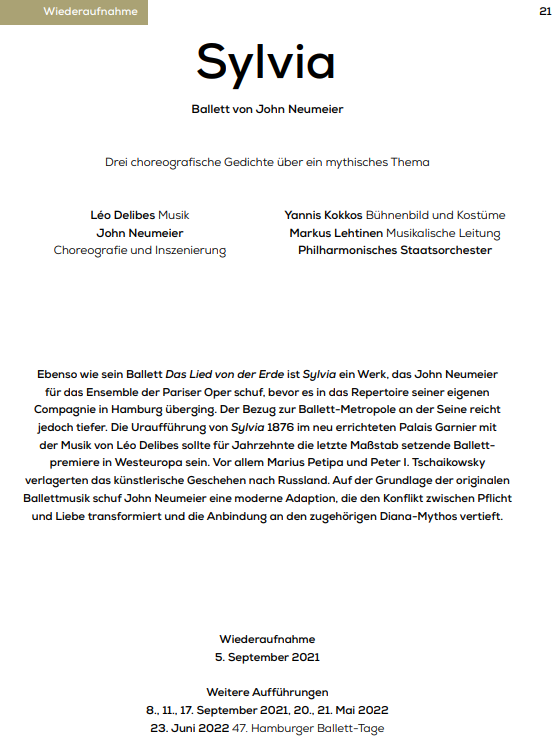 Wiederaufnahme
21
Sylvia
Ballett von John Neumeier
Drei choreografische Gedichte über ein mythisches Thema
Léo Delibes Musik
John Neumeier
Choreografie und Inszenierung
Yannis Kokkos Bühnenbild und Kostüme
Markus Lehtinen Musikalische Leitung
Philharmonisches Staatsorchester
Ebenso wie sein Ballett Das Lied von der Erde ist Sylvia ein Werk, das John Neumeier
für das Ensemble der Pariser Oper schuf, bevor es in das Repertoire seiner eigenen
Compagnie in Hamburg überging. Der Bezug zur Ballett-Metropole an der Seine reicht
jedoch tiefer. Die Uraufführung von Sylvia 1876 im neu errichteten Palais Garnier mit
der Musik von Léo Delibes sollte für Jahrzehnte die letzte Maßstab setzende Ballett-
premiere in Westeuropa sein. Vor allem Marius Petipa und Peter I. Tschaikowsky
verlagerten das künstlerische Geschehen nach Russland. Auf der Grundlage der originalen
Ballettmusik schuf John Neumeier eine moderne Adaption, die den Konflikt zwischen Pflicht
und Liebe transformiert und die Anbindung an den zugehörigen Diana-Mythos vertieft.
Wiederaufnahme
5. September 2021
Weitere Aufführungen
8., 11., 17. September 2021, 20., 21. Mai 2022
23. Juni 2022 47. Hamburger Ballett-Tage